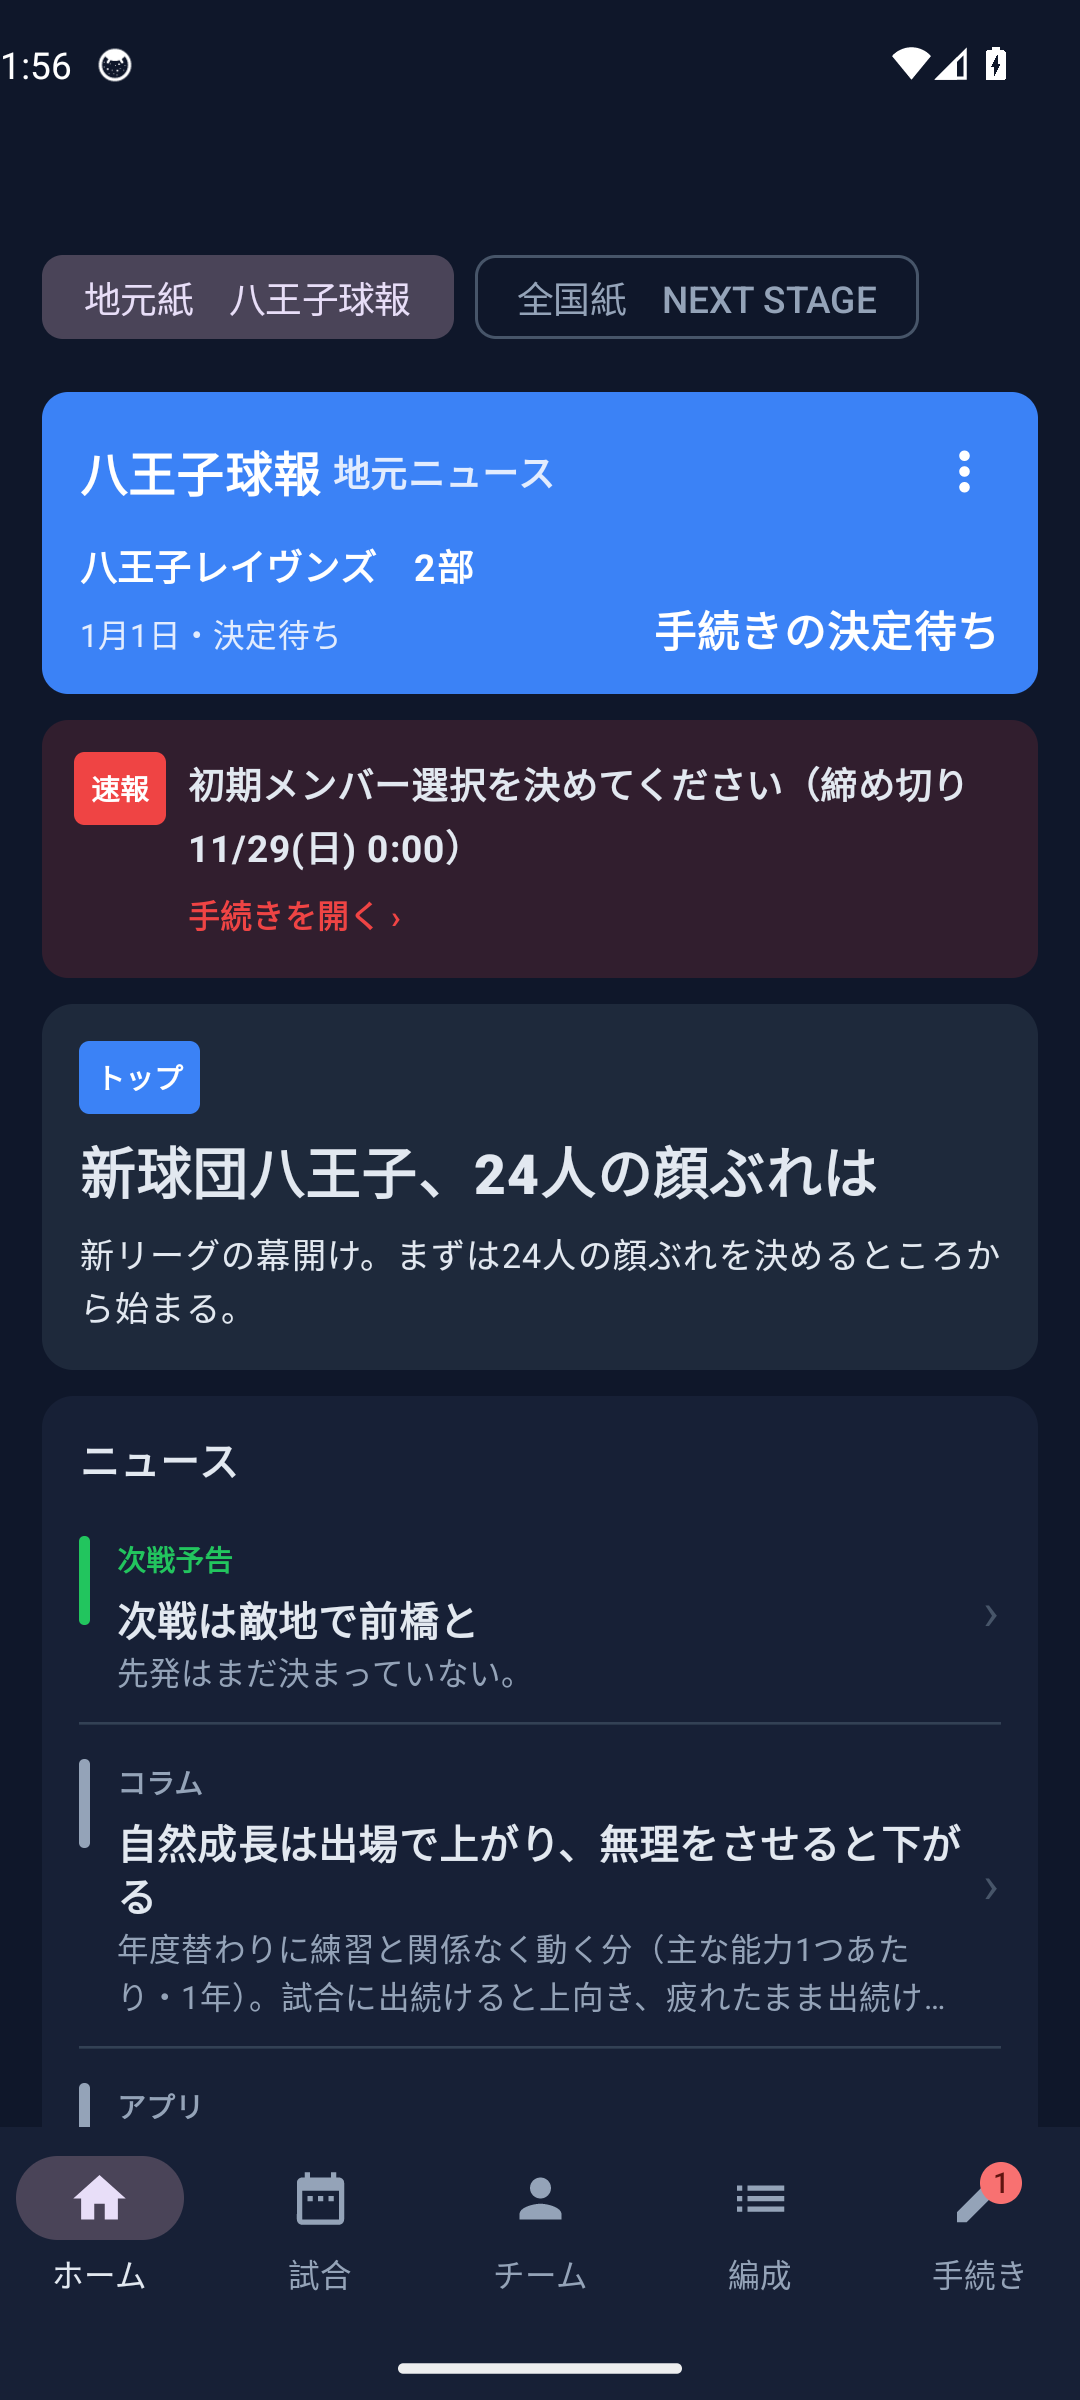 1:56
地元紙　八王子球報
全国紙　NEXT STAGE
八王子球報 地元ニュース
八王子レイヴンズ　2部
1月1日・決定待ち
手続きの決定待ち
速報
初期メンバー選択を決めてください（締め切り
11/29(日) 0:00）
手続きを開く ›
トップ
新球団八王子、24人の顔ぶれは
新リーグの幕開け。まずは24人の顔ぶれを決めるところか
ら始まる。
ニュース
次戦予告
次戦は敵地で前橋と
先発はまだ決まっていない。
コラム
自然成長は出場で上がり、無理をさせると下が
る
年度替わりに練習と関係なく動く分（主な能力1つあた
り・1年）。試合に出続けると上向き、疲れたまま出続け…
アプリ
1
ホーム
試合
チーム
編成
手続き